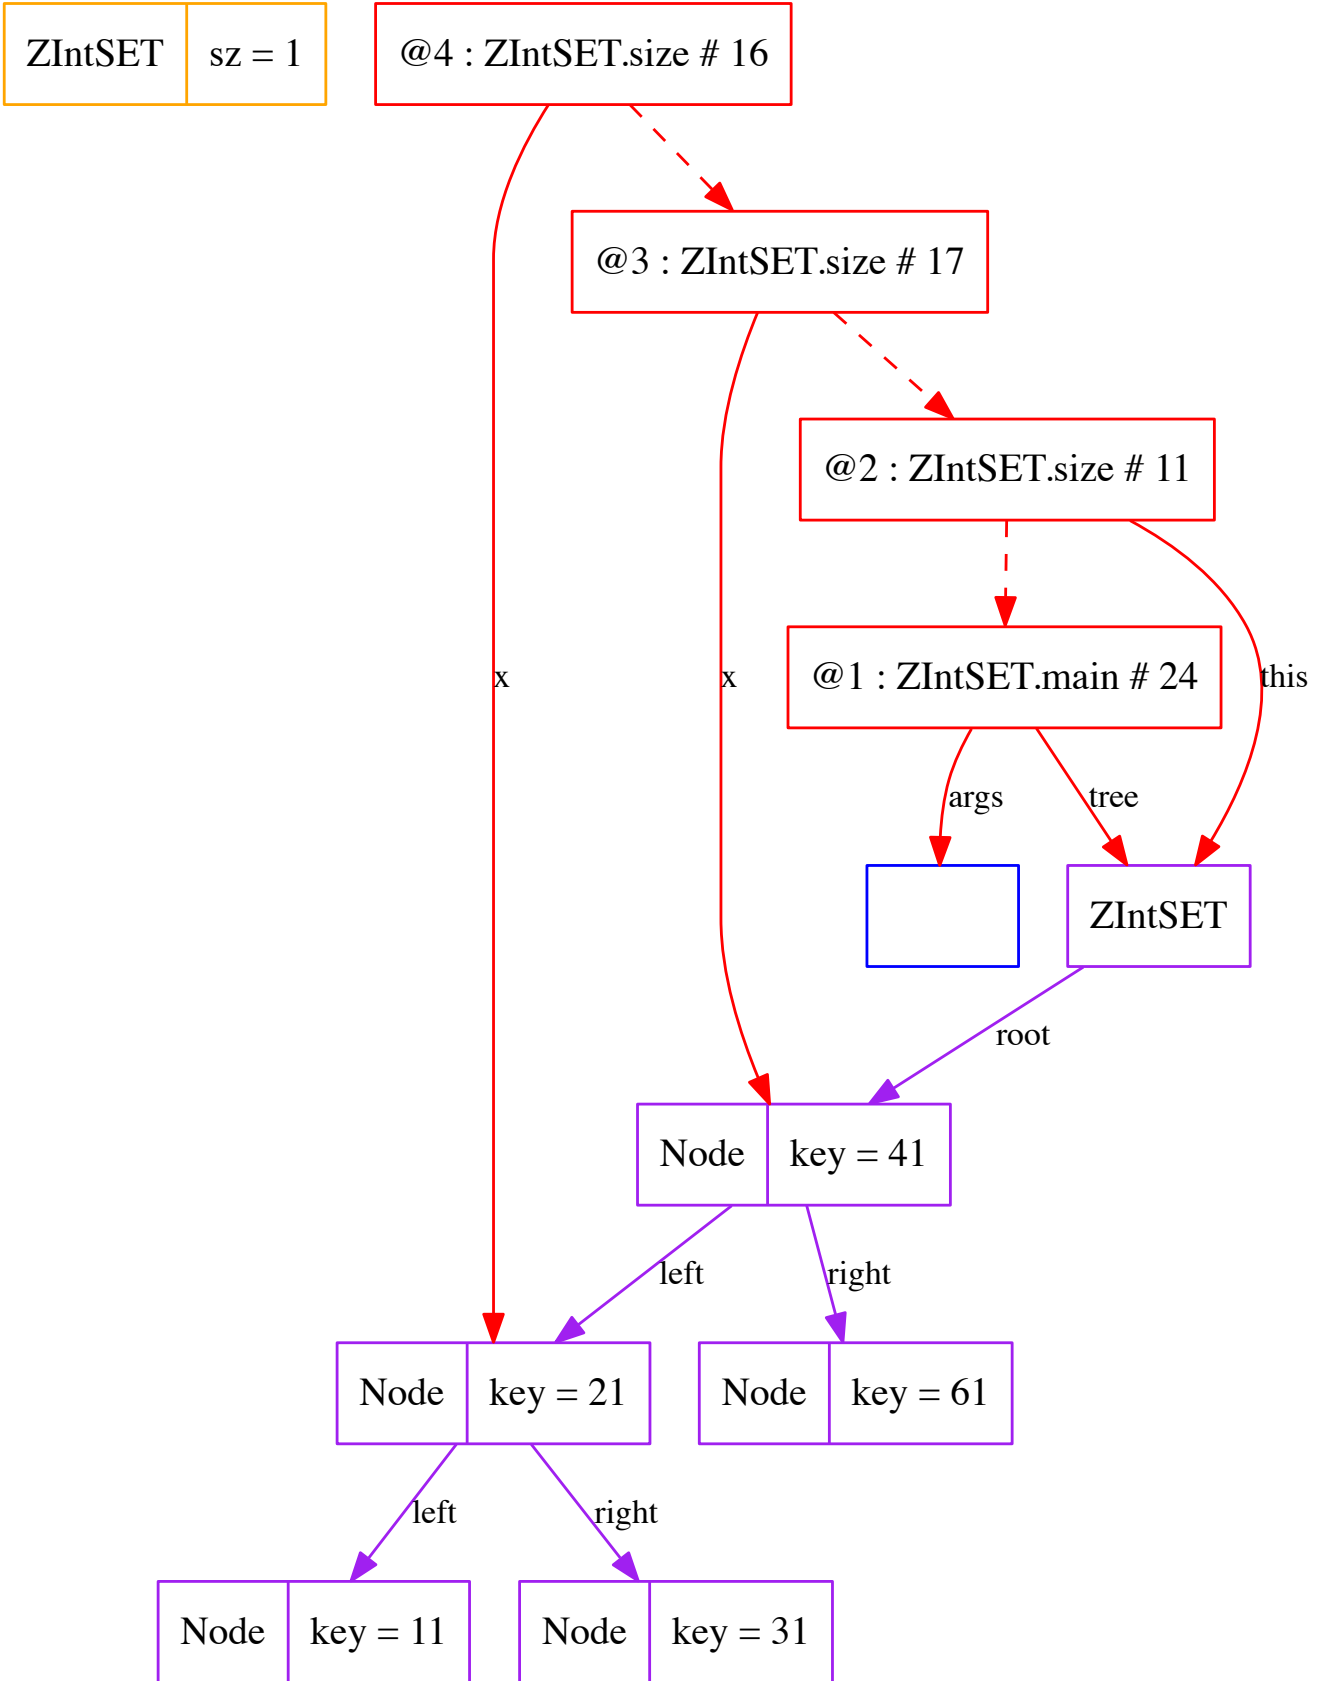 ZIntSET sz = 1 @4 : ZIntSET.size # 16
@3 : ZIntSET.size # 17
@2 : ZIntSET.size # 11
x x @1 : ZIntSET.main # 24 this
args tree
ZIntSET
root
Node key = 41
left right
Node key = 21 Node key = 61
left right
Node key = 11 Node key = 31